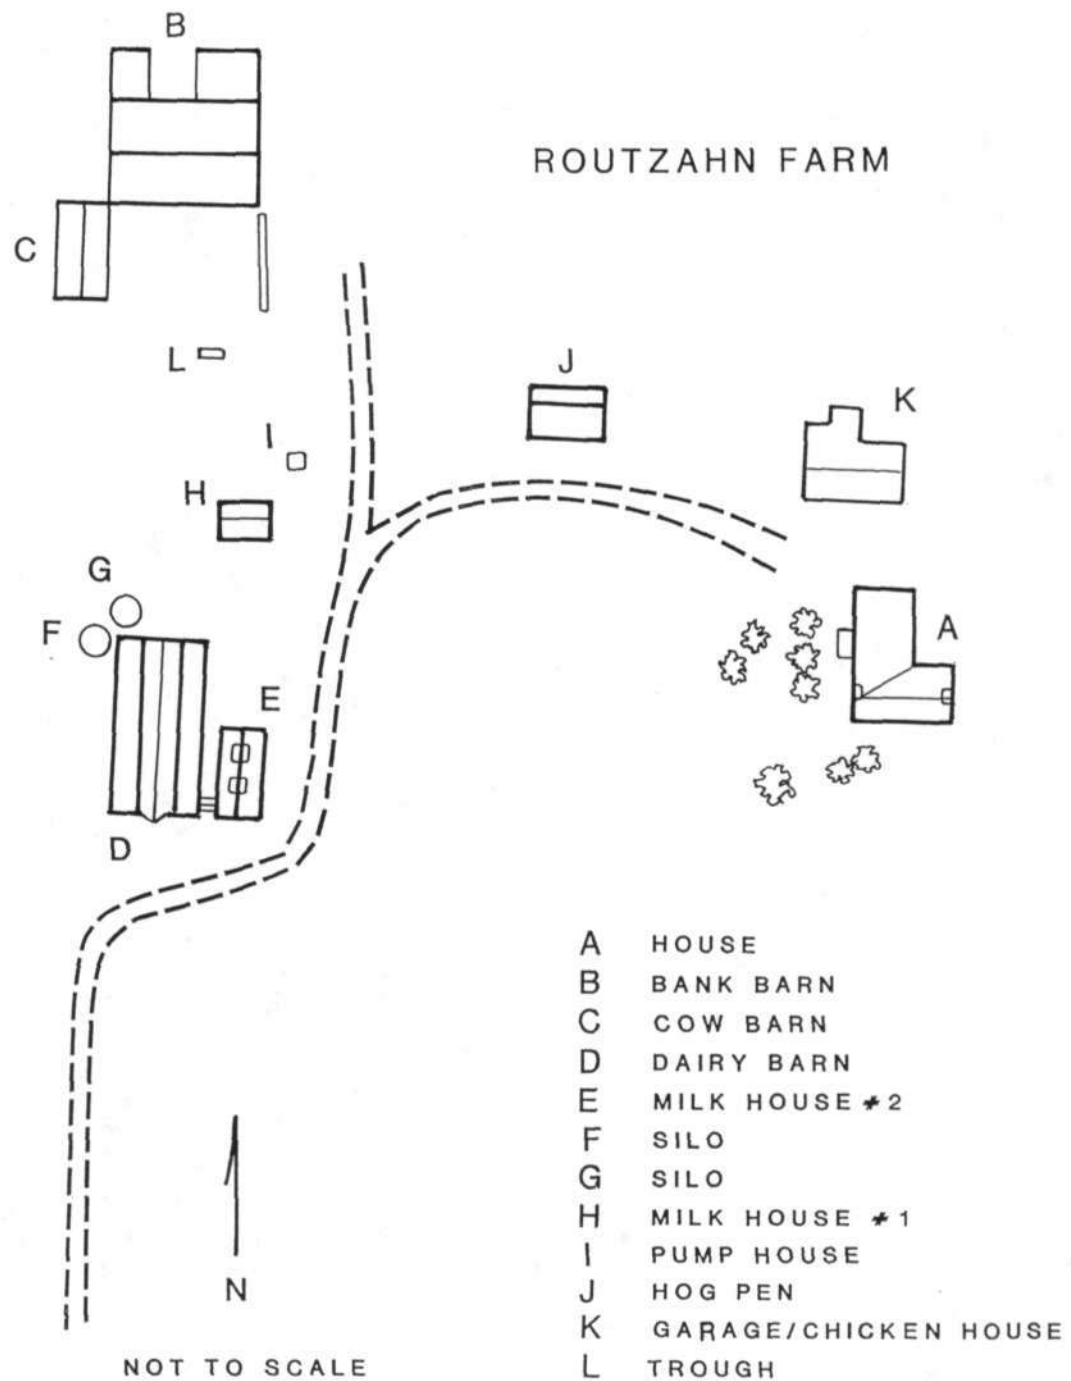 B
ROUTZAHN FARM
C
L
J
K
I
H
G
F
A
E
D
A HOUSE
B BANK BARN
C COW BARN
D DAIRY BARN
E MILK HOUSE #2
F SILO
G SILO
H MILK HOUSE #1
I PUMP HOUSE
J HOG PEN
K GARAGE/CHICKEN HOUSE
L TROUGH
N
NOT TO SCALE